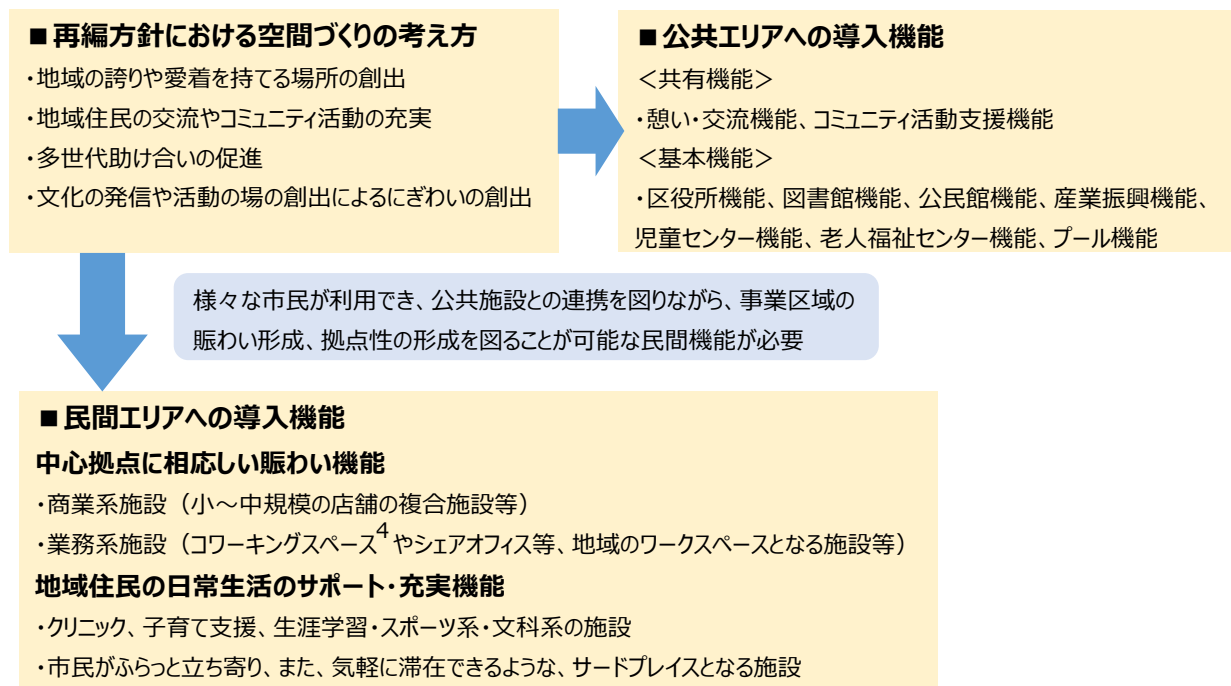 ■再編方針における空間づくりの考え方
・地域の誇りや愛着を持てる場所の創出
・地域住民の交流やコミュニティ活動の充実
・多世代助け合いの促進
・文化の発信や活動の場の創出によるにぎわいの創出
■公共エリアへの導入機能
＜共有機能＞
・憩い・交流機能、コミュニティ活動支援機能
＜基本機能＞
・区役所機能、図書館機能、公民館機能、産業振興機能、
児童センター機能、老人福祉センター機能、プール機能
様々な市民が利用でき、公共施設との連携を図りながら、事業区域の
賑わい形成、拠点性の形成を図ることが可能な民間機能が必要
■民間エリアへの導入機能
中心拠点に相応しい賑わい機能
・商業系施設（小～中規模の店舗の複合施設等）
・業務系施設（コワーキングスペース4やシェアオフィス等、地域のワークスペースとなる施設等）
地域住民の日常生活のサポート・充実機能
・クリニック、子育て支援、生涯学習・スポーツ系・文科系の施設
・市民がふらっと立ち寄り、また、気軽に滞在できるような、サードプレイスとなる施設